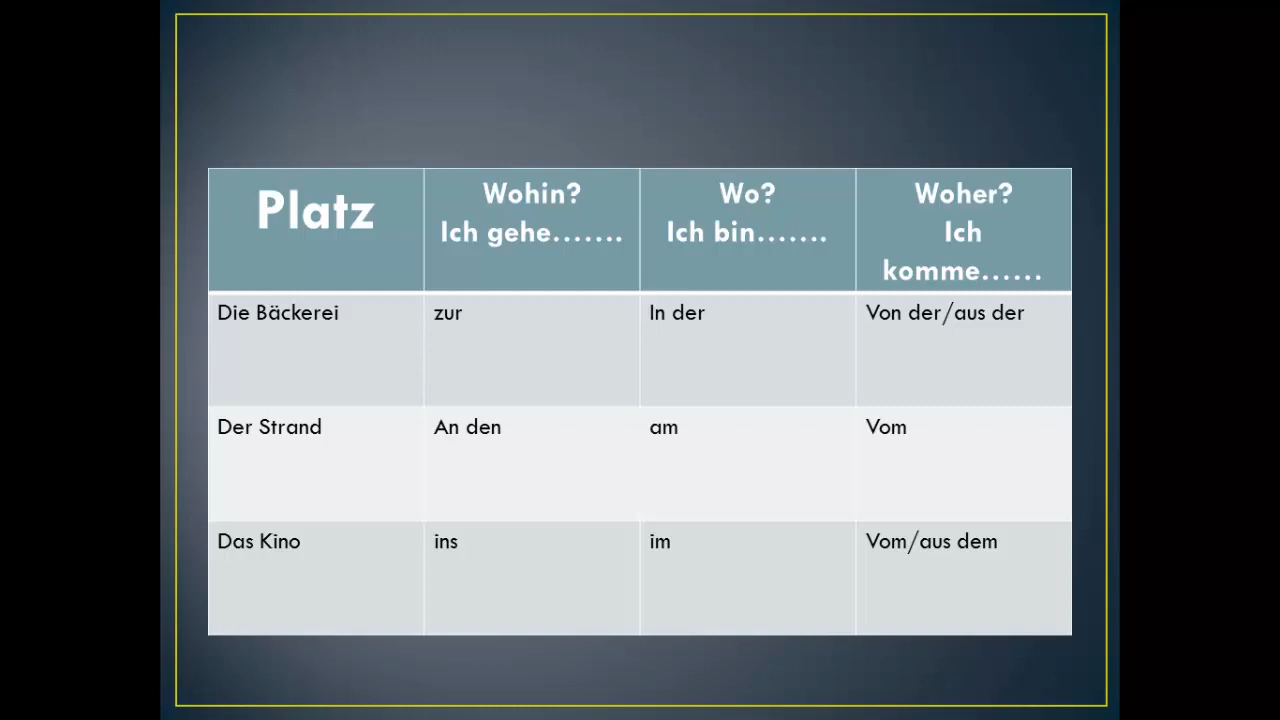 Platz
Wohin?
Ich gehe.......
Wo?
Ich bin.......
Woher?
Ich
komme......
Die Bäckerei
zur
In der
Von der/aus der
Der Strand
An den
am
Vom
Das Kino
ins
im
Vom/aus dem